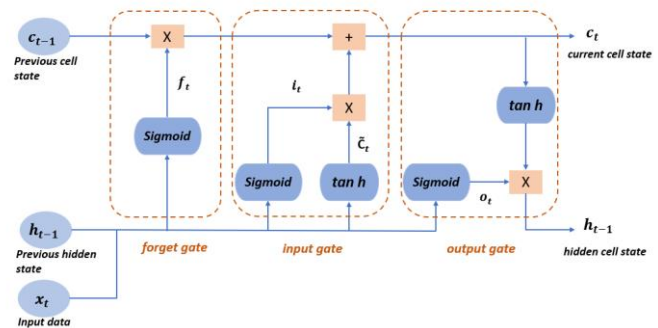 c_{t-1}
Previous cell
state
X
f_t
Sigmoid
+
i_t
X
C̃_t
Sigmoid
tan h
c_t
current cell state
tan h
Sigmoid
o_t
X
h_{t-1}
Previous hidden
state
forget gate
input gate
output gate
h_{t-1}
hidden cell state
x_t
Input data